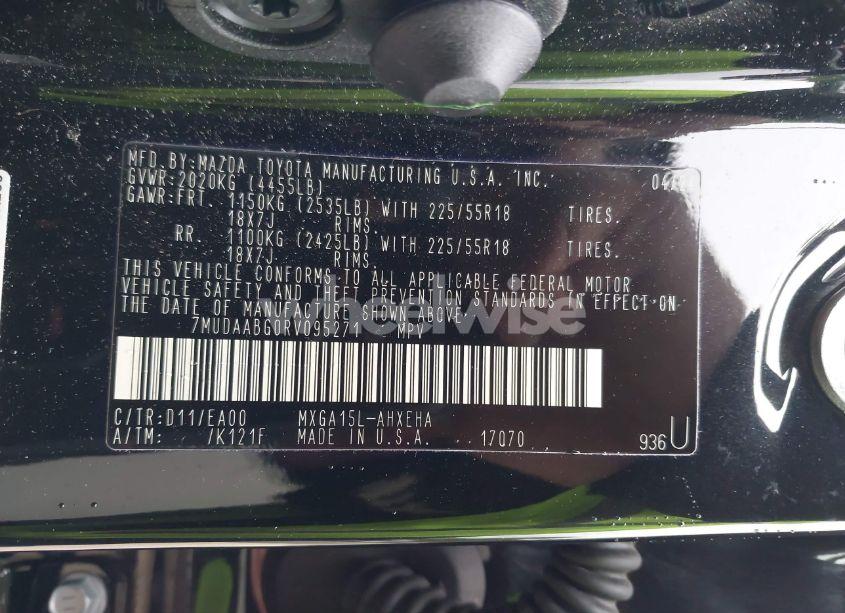 MFD.BY:MAZDA TOYOTA MANUFACTURING U.S.A. INC.
GVWR:2020KG (4455LB)
GAWR:FRT. 1150KG (2535LB) WITH 225/55R18 TIRES.
18X7J RIMS.
RR. 1100KG (2425LB) WITH 225/55R18 TIRES.
18X7J RIMS.
THIS VEHICLE CONFORMS TO ALL APPLICABLE FEDERAL MOTOR
VEHICLE SAFETY AND THEFT PREVENTION STANDARDS IN EFFECT ON
THE DATE OF MANUFACTURE SHOWN ABOVE.
wheelwise
7MUDAABG0RV095271 MPV
C/TR:D11/EA00 MXGA15L-AHXEHA
A/TM: /K121F MADE IN U.S.A. 17Q70
936 U